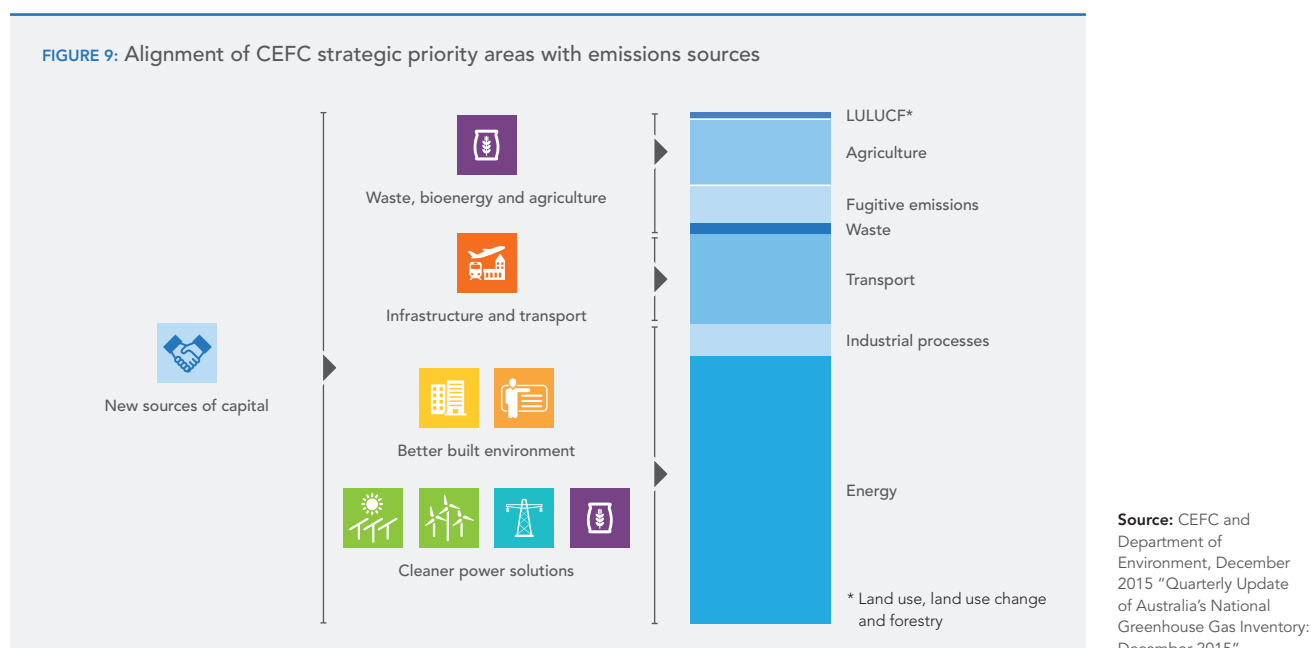 FIGURE 9: Alignment of CEFC strategic priority areas with emissions sources
New sources of capital
Waste, bioenergy and agriculture
Infrastructure and transport
Better built environment
Cleaner power solutions
LULUCF*
Agriculture
Fugitive emissions
Waste
Transport
Industrial processes
Energy
* Land use, land use change
and forestry
Source: CEFC and
Department of
Environment, December
2015 “Quarterly Update
of Australia’s National
Greenhouse Gas Inventory:
December 2015”